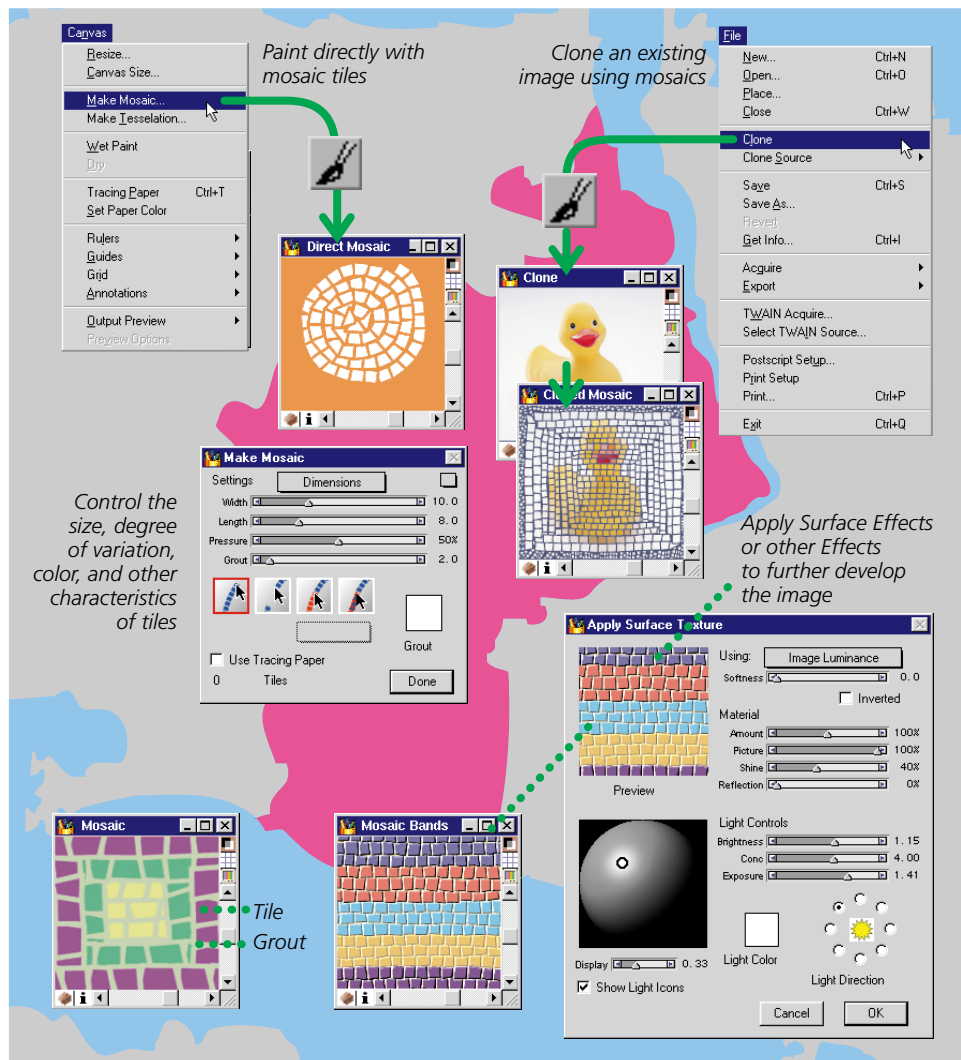 Canvas
Resize...
Canvas Size...
Make Mosaic...
Make Tesselation...
Wet Paint
Dry
Tracing Paper Ctrl+T
Set Paper Color
Rulers
Guides
Grid
Annotations
Output Preview
Preview Options
Paint directly with
mosaic tiles
Clone an existing
image using mosaics
File
New... Ctrl+N
Open... Ctrl+O
Place...
Close Ctrl+W
Clone
Clone Source
Save Ctrl+S
Save As...
Revert
Get Info... Ctrl+I
Acquire
Export
TWAIN Acquire...
Select TWAIN Source...
Postscript Setup...
Print Setup
Print... Ctrl+P
Exit Ctrl+Q
Direct Mosaic
Clone
Cloned Mosaic
Control the
size, degree
of variation,
color, and other
characteristics
of tiles
Make Mosaic
Settings Dimensions
Width 10.0
Length 8.0
Pressure 50%
Grout 2.0
Grout
Use Tracing Paper
0 Tiles
Done
Apply Surface Effects
or other Effects
to further develop
the image
Apply Surface Texture
Using: Image Luminance
Softness 0.0
Inverted
Material
Amount 100%
Picture 100%
Shine 40%
Reflection 0%
Preview
Light Controls
Brightness 1.15
Conc 4.00
Exposure 1.41
Display 0.33
Show Light Icons
Light Color
Light Direction
Cancel
OK
Mosaic
Tile
Grout
Mosaic Bands